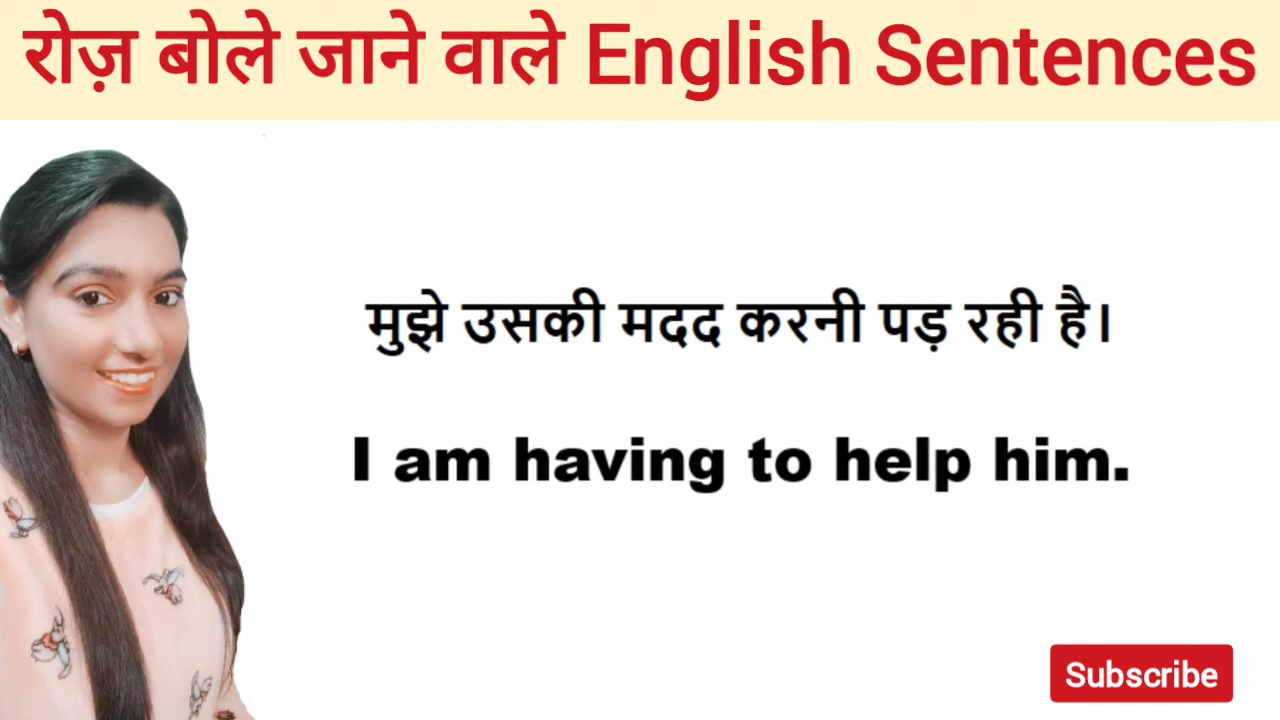 रोज़ बोले जाने वाले English Sentences
मुझे उसकी मदद करनी पड़ रही है।
I am having to help him.
Subscribe